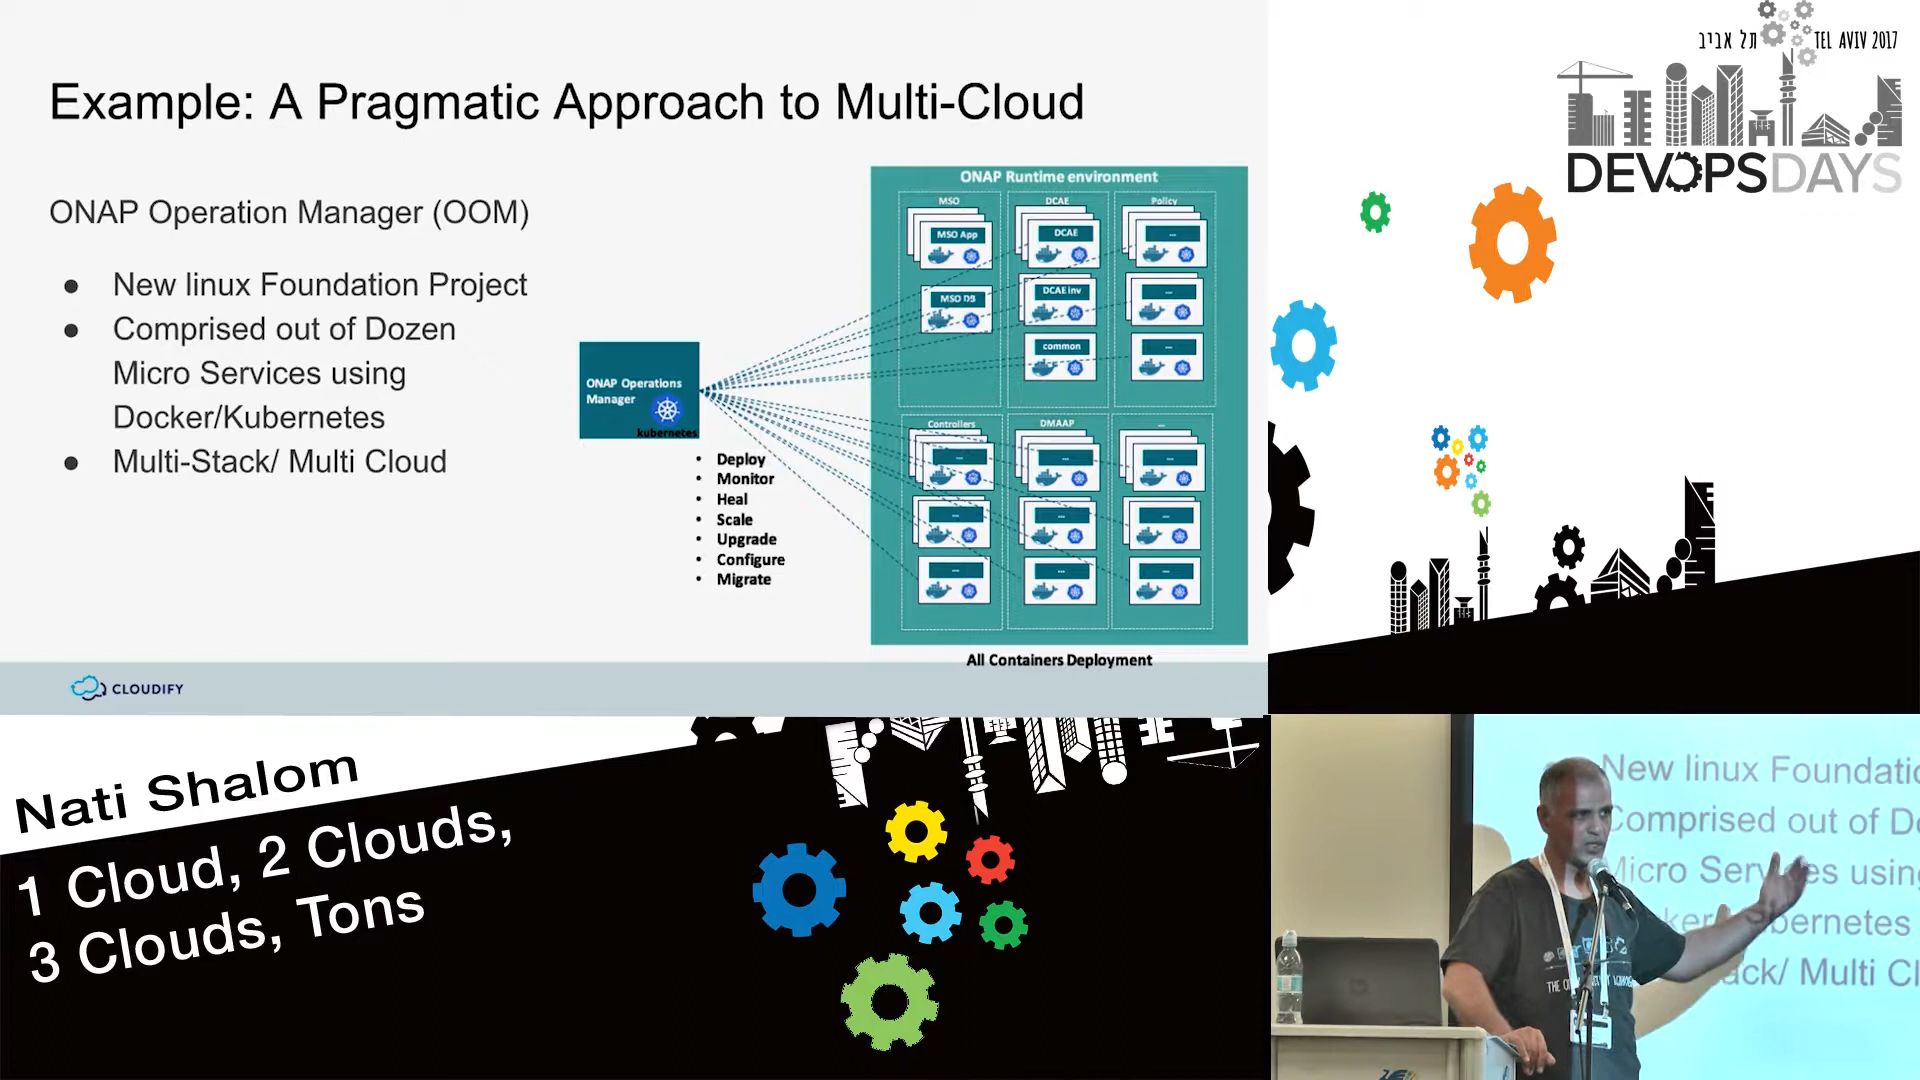 Example: A Pragmatic Approach to Multi-Cloud
ONAP Operation Manager (OOM)
● New linux Foundation Project
● Comprised out of Dozen
Micro Services using
Docker/Kubernetes
● Multi-Stack/ Multi Cloud
ONAP Operations
Manager
kubernetes
• Deploy
• Monitor
• Heal
• Scale
• Upgrade
• Configure
• Migrate
ONAP Runtime environment
MSO
DCAE
Policy
MSO App
DCAE
...
MSO DB
DCAE inv
...
common
...
Controllers
DMAAP
...
...
...
...
...
...
...
...
...
...
All Containers Deployment
CLOUDIFY
תל אביב
TEL AVIV 2017
DEVOPSDAYS
Nati Shalom
1 Cloud, 2 Clouds,
3 Clouds, Tons
New linux Foundatio
Comprised out of D
Micro Services using
bernetes
ack/ Multi Cl